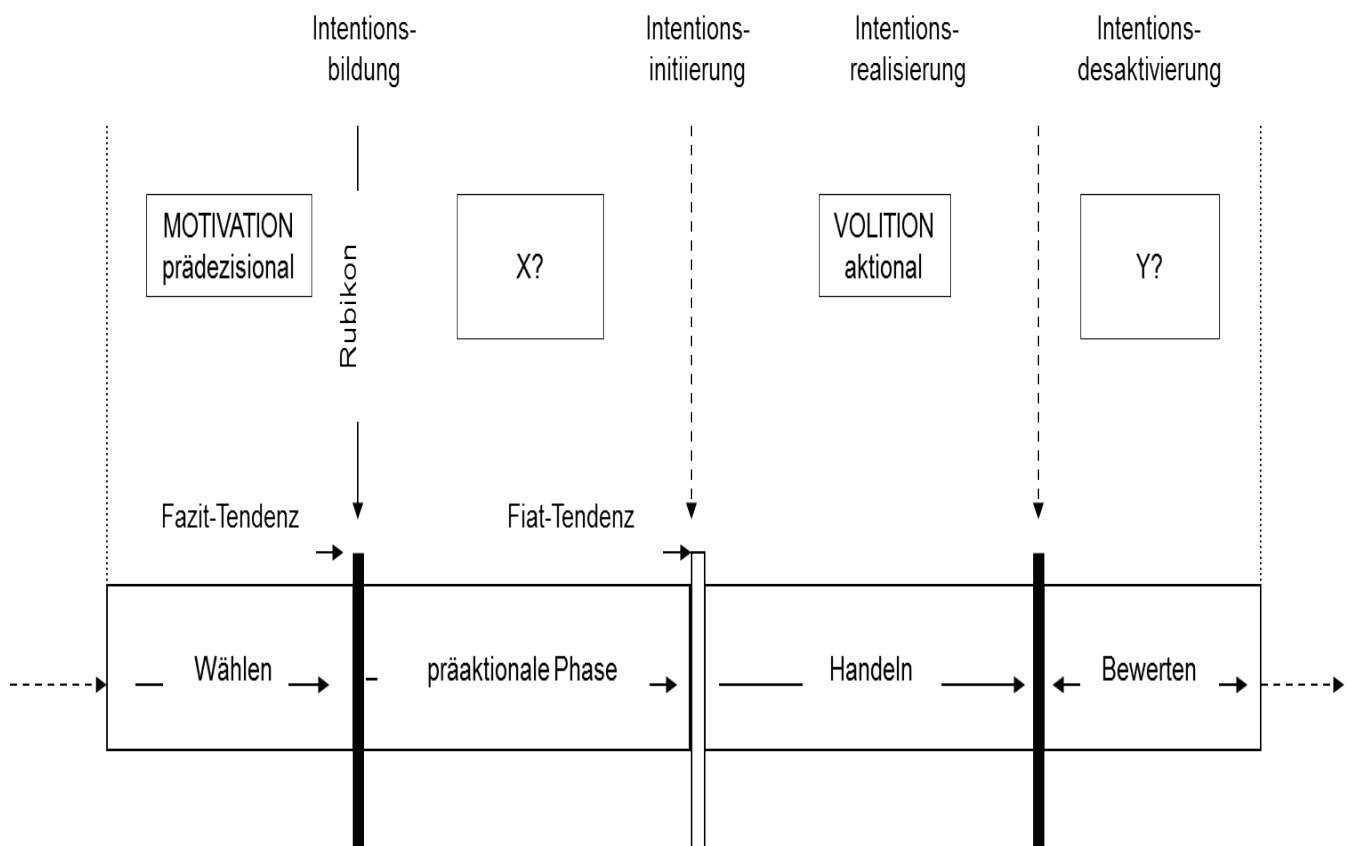 Intentions-
bildung
Intentions-
initiierung
Intentions-
realisierung
Intentions-
desaktivierung
MOTIVATION
prädezisional
Rubikon
X?
VOLITION
aktional
Y?
Fazit-Tendenz
Fiat-Tendenz
Wählen
präaktionale Phase
Handeln
Bewerten